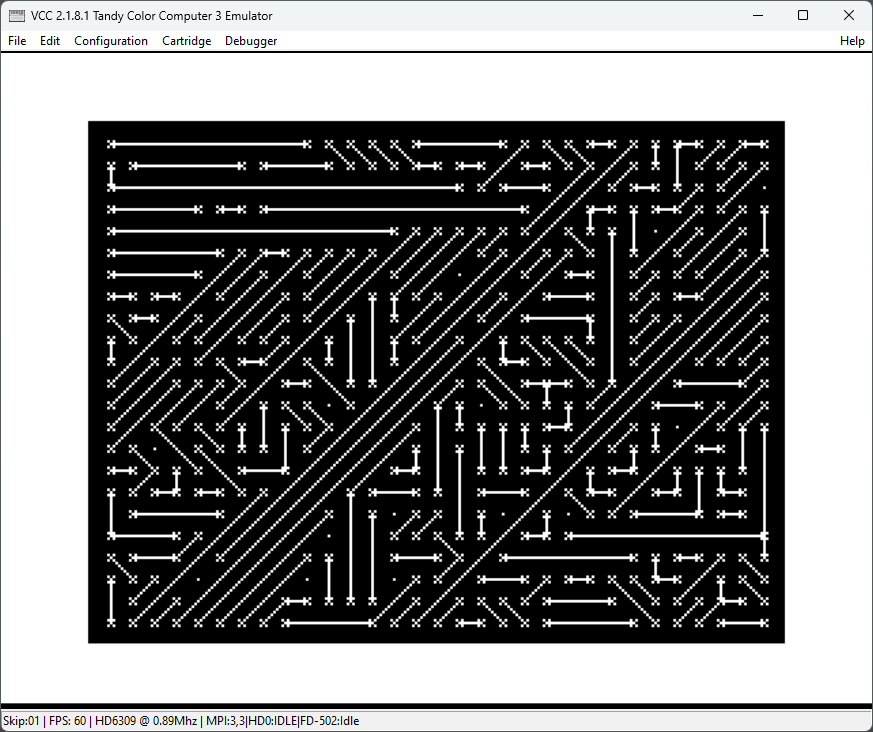 VCC 2.1.8.1 Tandy Color Computer 3 Emulator
File Edit Configuration Cartridge Debugger Help
Skip:01 | FPS: 60 | HD6309 @ 0.89Mhz | MPI:3,3|HD0:IDLE|FD-502:Idle